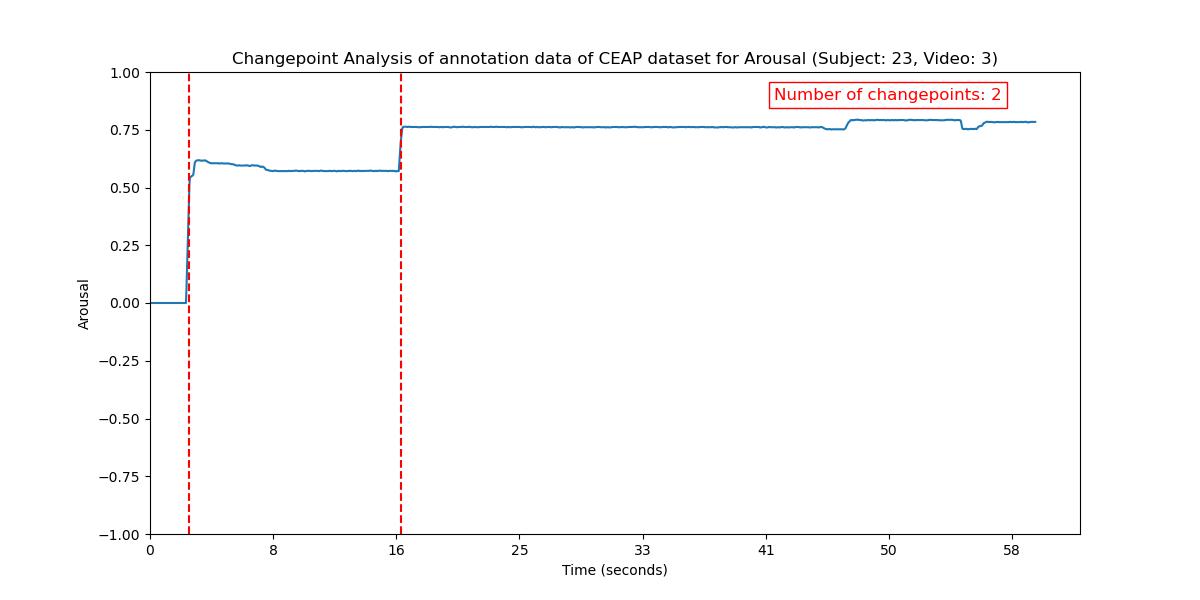 Changepoint Analysis of annotation data of CEAP dataset for Arousal (Subject: 23, Video: 3)
Number of changepoints: 2
Arousal
1.00
0.75
0.50
0.25
0.00
−0.25
−0.50
−0.75
−1.00
0 8 16 25 33 41 50 58
Time (seconds)